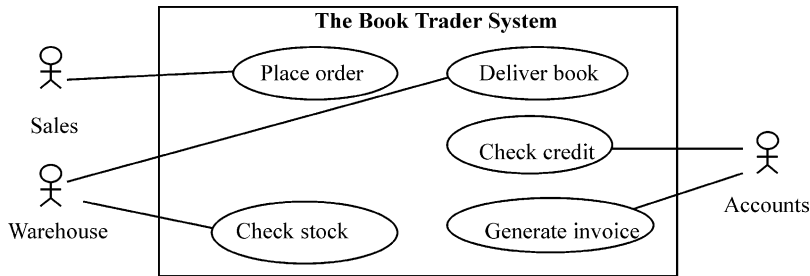 The Book Trader System
Place order
Deliver book
Sales
Check credit
Warehouse
Check stock
Generate invoice
Accounts